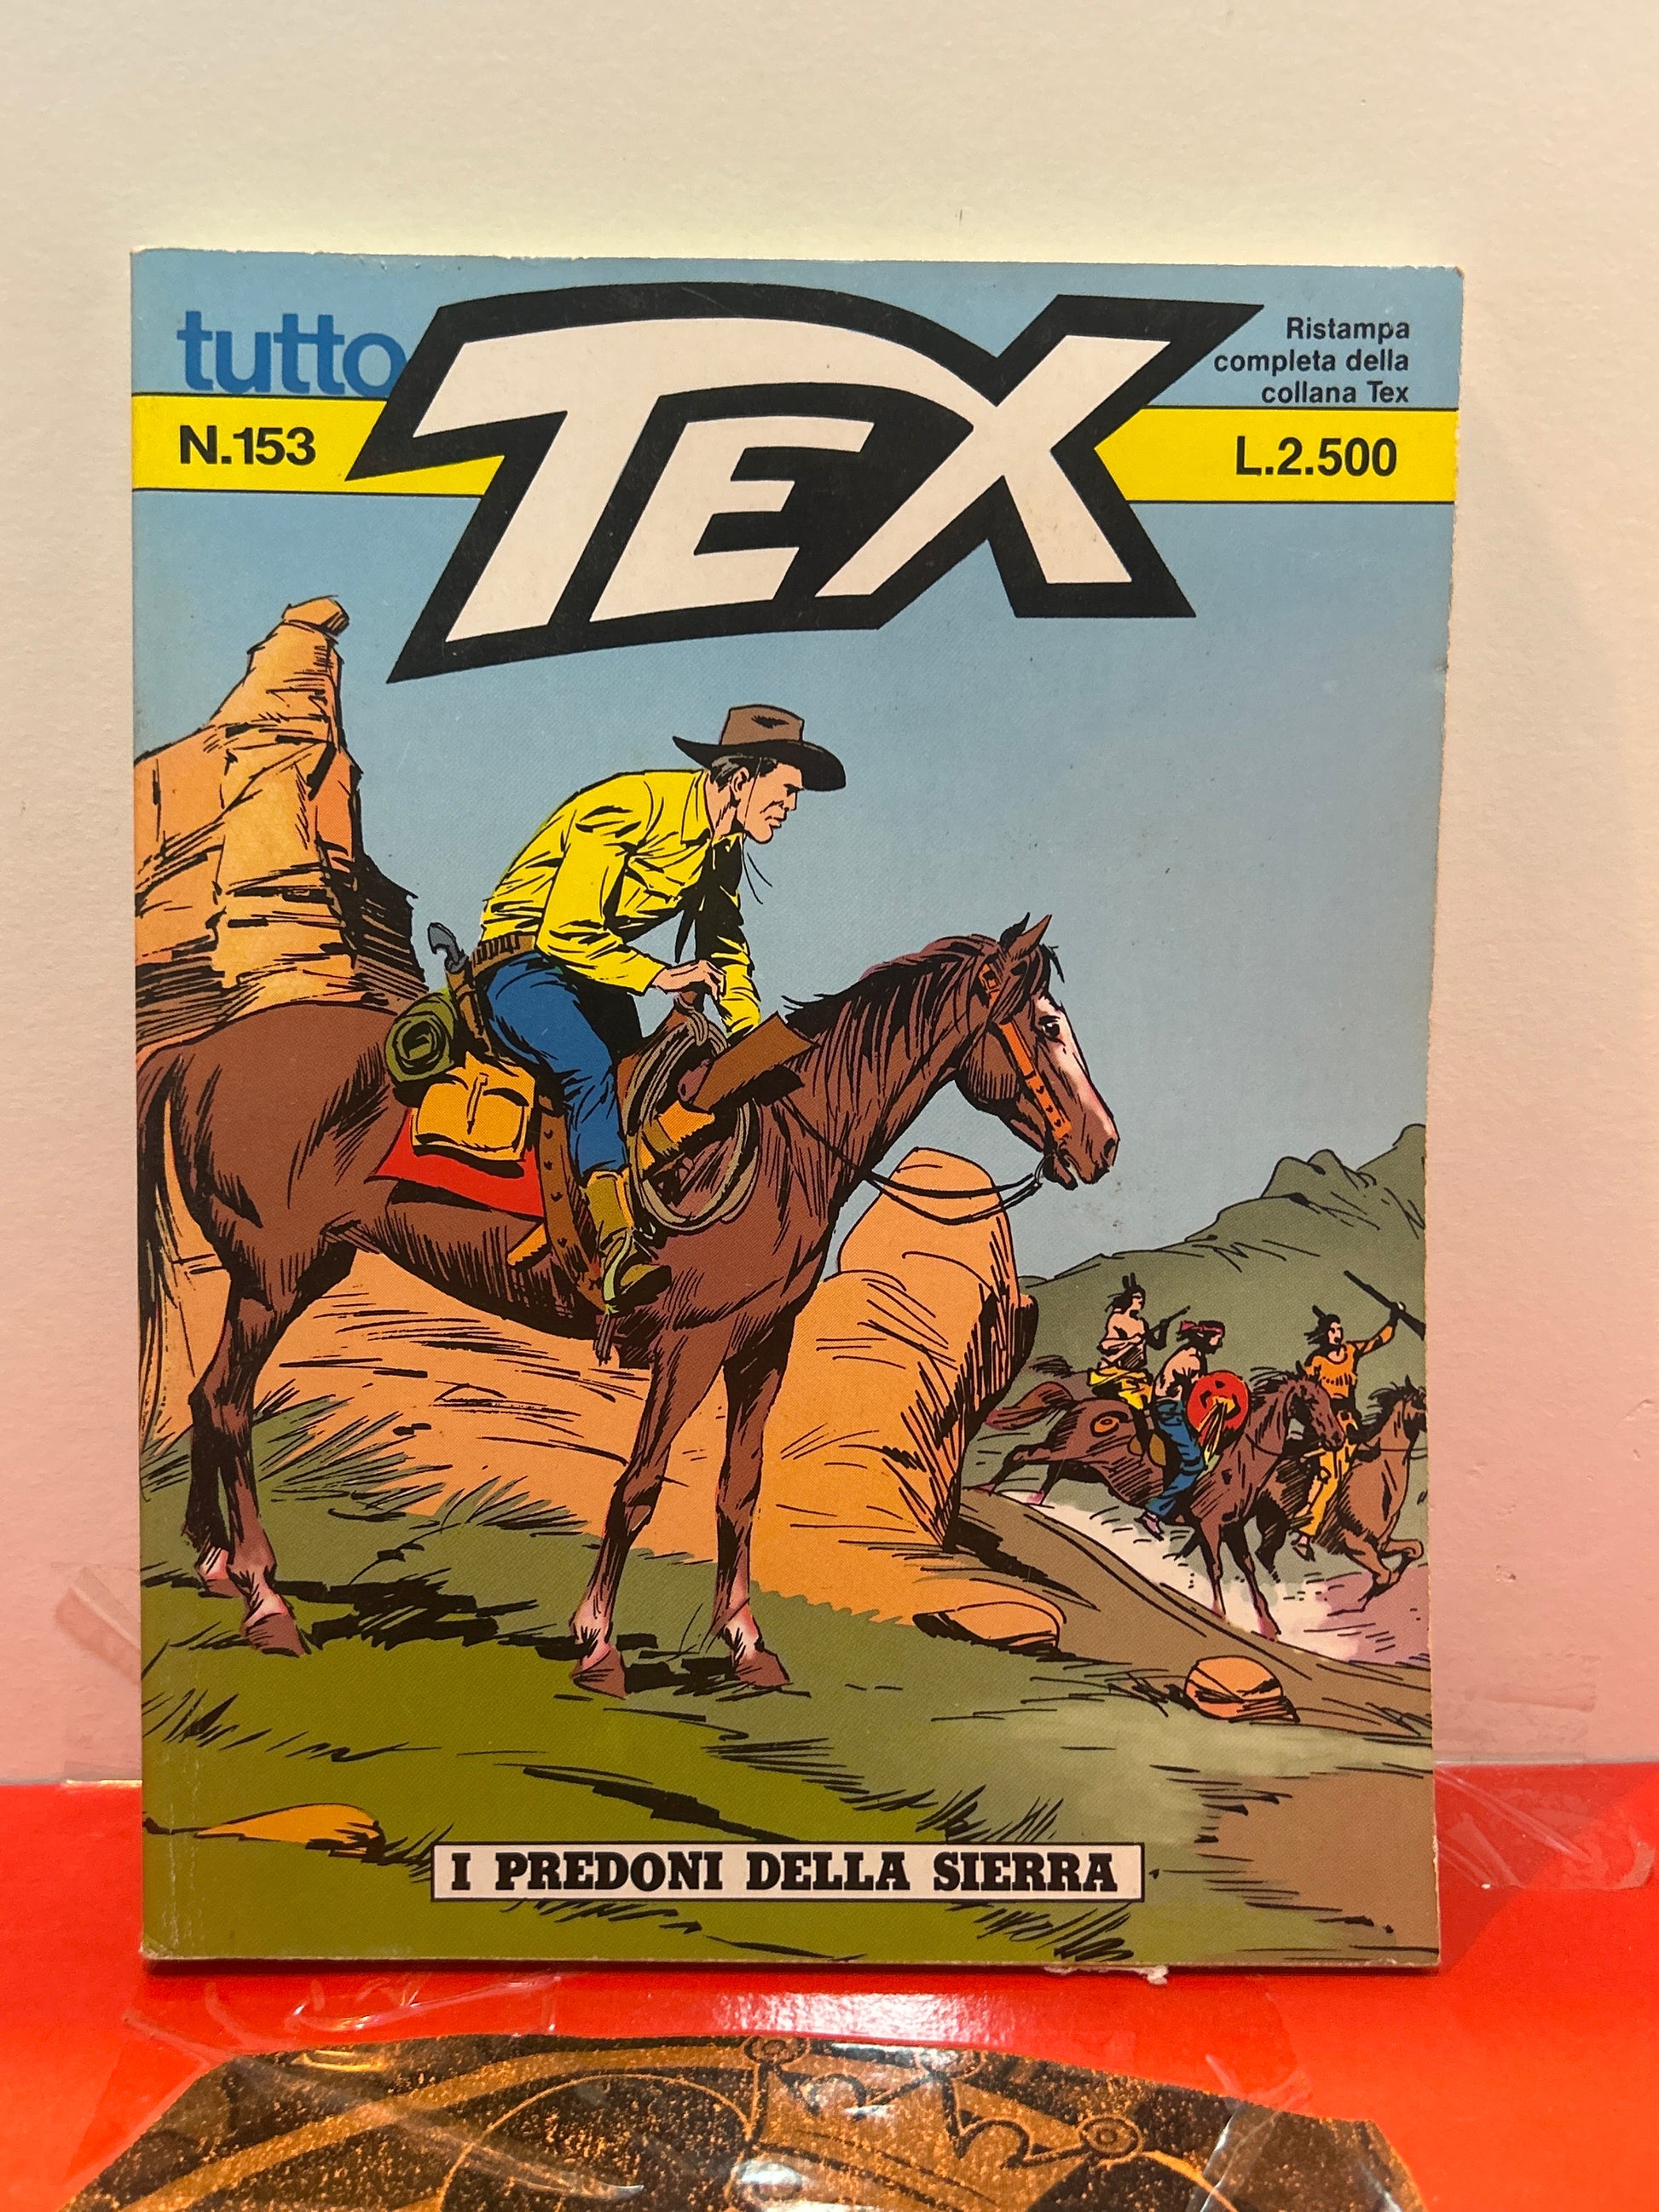 tutto
TEX
Ristampa
completa della
collana Tex
N.153
L.2.500
I PREDONI DELLA SIERRA